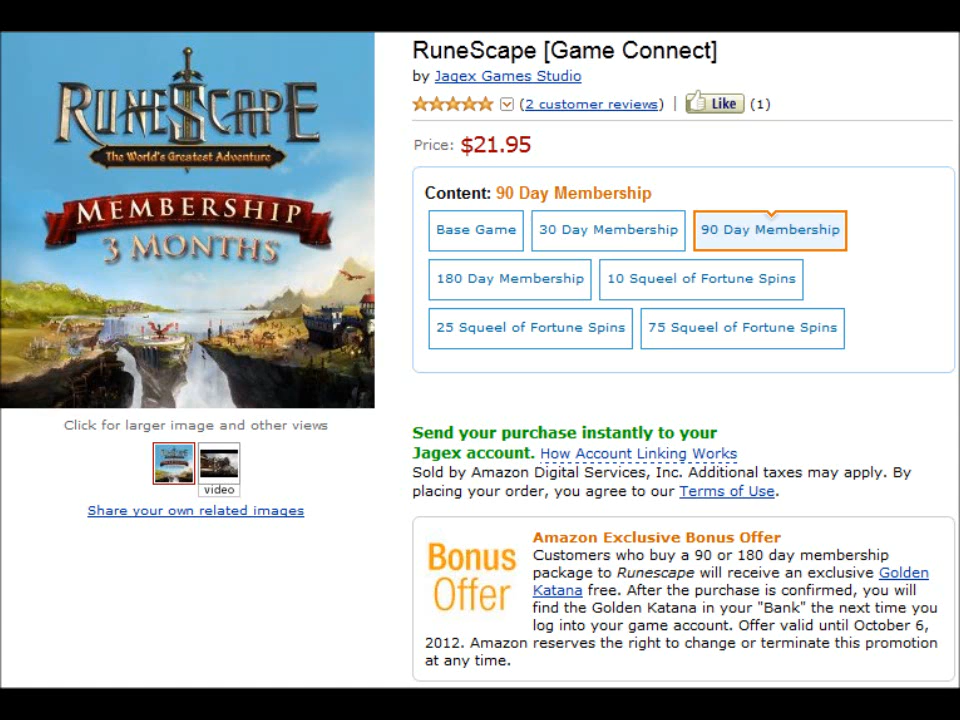 RuneScape [Game Connect]
by Jagex Games Studio
(2 customer reviews) | Like (1)
Price: $21.95
Content: 90 Day Membership
Base Game
30 Day Membership
90 Day Membership
180 Day Membership
10 Squeel of Fortune Spins
25 Squeel of Fortune Spins
75 Squeel of Fortune Spins
RUNESCAPE
The World's Greatest Adventure
MEMBERSHIP
3 MONTHS
Click for larger image and other views
video
Share your own related images
Send your purchase instantly to your
Jagex account. How Account Linking Works
Sold by Amazon Digital Services, Inc. Additional taxes may apply. By
placing your order, you agree to our Terms of Use.
Bonus
Offer
Amazon Exclusive Bonus Offer
Customers who buy a 90 or 180 day membership
package to Runescape will receive an exclusive Golden
Katana free. After the purchase is confirmed, you will
find the Golden Katana in your "Bank" the next time you
log into your game account. Offer valid until October 6,
2012. Amazon reserves the right to change or terminate this promotion
at any time.